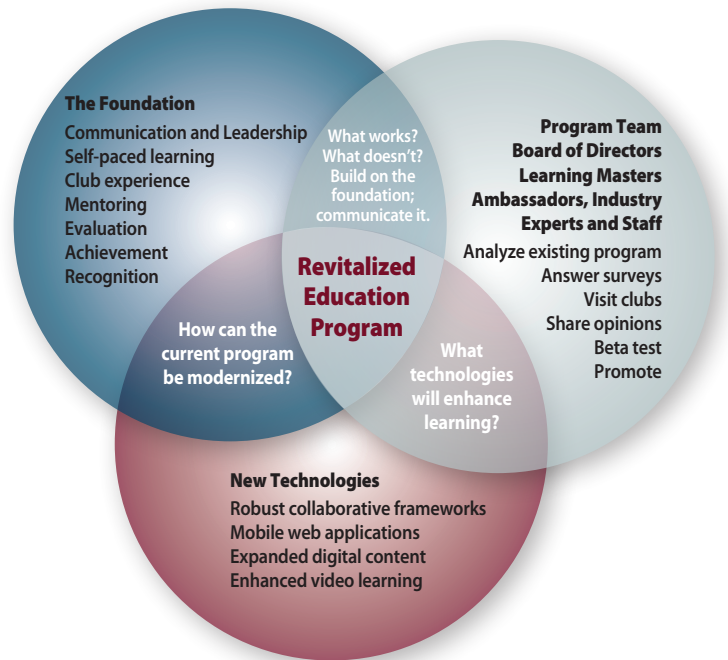 The Foundation
Communication and Leadership
Self-paced learning
Club experience
Mentoring
Evaluation
Achievement
Recognition
What works?
What doesn't?
Build on the
foundation;
communicate it.
Program Team
Board of Directors
Learning Masters
Ambassadors, Industry
Experts and Staff
Analyze existing program
Answer surveys
Visit clubs
Share opinions
Beta test
Promote
Revitalized
Education
Program
How can the
current program
be modernized?
What
technologies
will enhance
learning?
New Technologies
Robust collaborative frameworks
Mobile web applications
Expanded digital content
Enhanced video learning